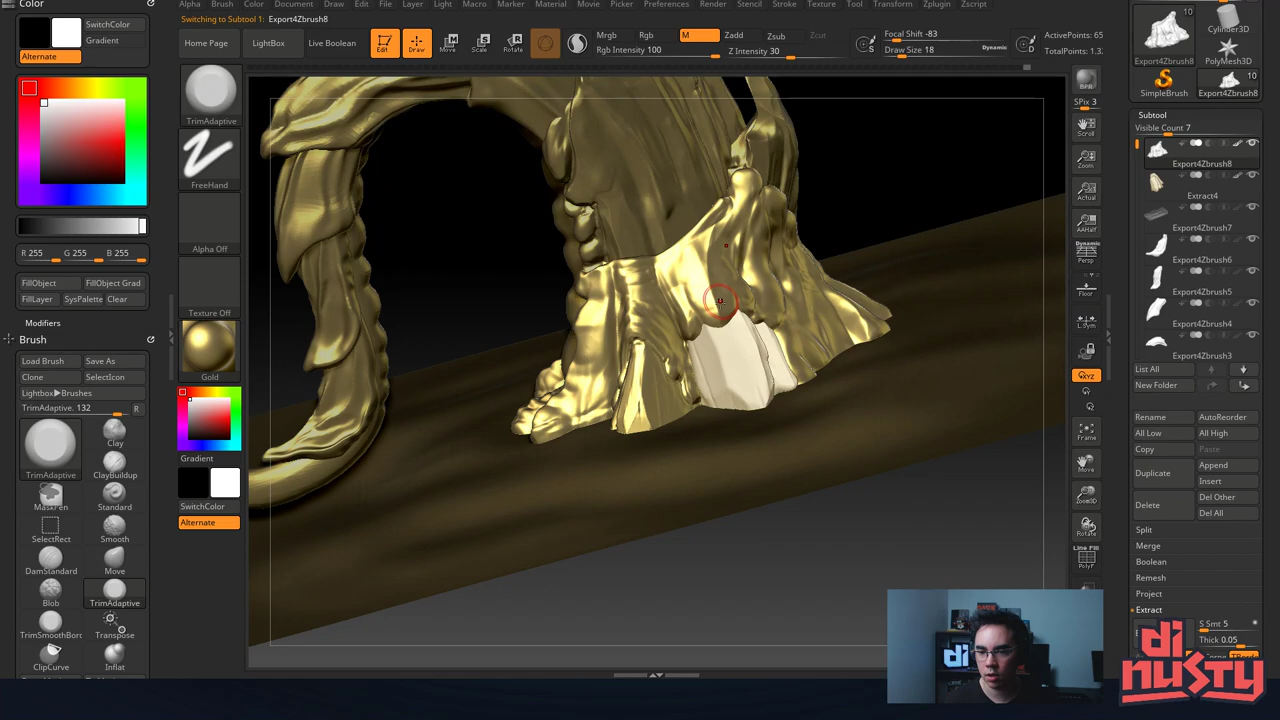 Color
Alpha Brush Color Document Draw Edit File Layer Light Macro Marker Material Movie Picker Preferences Render Stencil Stroke Texture Tool Transform Zplugin Zscript
Switching to Subtool 1: Export4Zbrush8
SwitchColor
Gradient
Alternate
Home Page
LightBox
Live Boolean
Edit
Draw
Move
Scale
Rotate
Mrgb
Rgb
M
Zadd
Zsub
Zcut
Rgb Intensity 100
Z Intensity 30
Focal Shift -83
Draw Size 18
Dynamic
S
D
ActivePoints: 65
TotalPoints: 1.32
R 255 G 255 B 255
FillObject
FillObject Grad
FillLayer
SysPalette
Clear
Modifiers
Brush
Load Brush
Save As
Clone
SelectIcon
Lightbox▶Brushes
TrimAdaptive. 132
R
TrimAdaptive
Clay
ClayBuildup
MaskPen
Standard
SelectRect
Smooth
DamStandard
Move
Blob
TrimAdaptive
TrimSmoothBord
Transpose
ClipCurve
Inflat
TrimAdaptive
FreeHand
Alpha Off
Texture Off
Gold
Gradient
SwitchColor
Alternate
BPR
SPix 3
Scroll
Zoom
Actual
AAHalf
Dynamic
Persp
Floor
L.Sym
XYZ
Frame
Move
Zoom3D
Rotate
Line Fill
PolyF
10
Export4Zbrush8
Cylinder3D
PolyMesh3D
SimpleBrush
10
Export4Zbrush8
Subtool
Visible Count 7
Export4Zbrush8
Extract4
Export4Zbrush7
Export4Zbrush6
Export4Zbrush5
Export4Zbrush4
Export4Zbrush3
List All
New Folder
Rename
AutoReorder
All Low
All High
Copy
Paste
Duplicate
Append
Insert
Delete
Del Other
Del All
Split
Merge
Boolean
Remesh
Project
Extract
S Smt 5
Thick 0.05
di
di
nusty